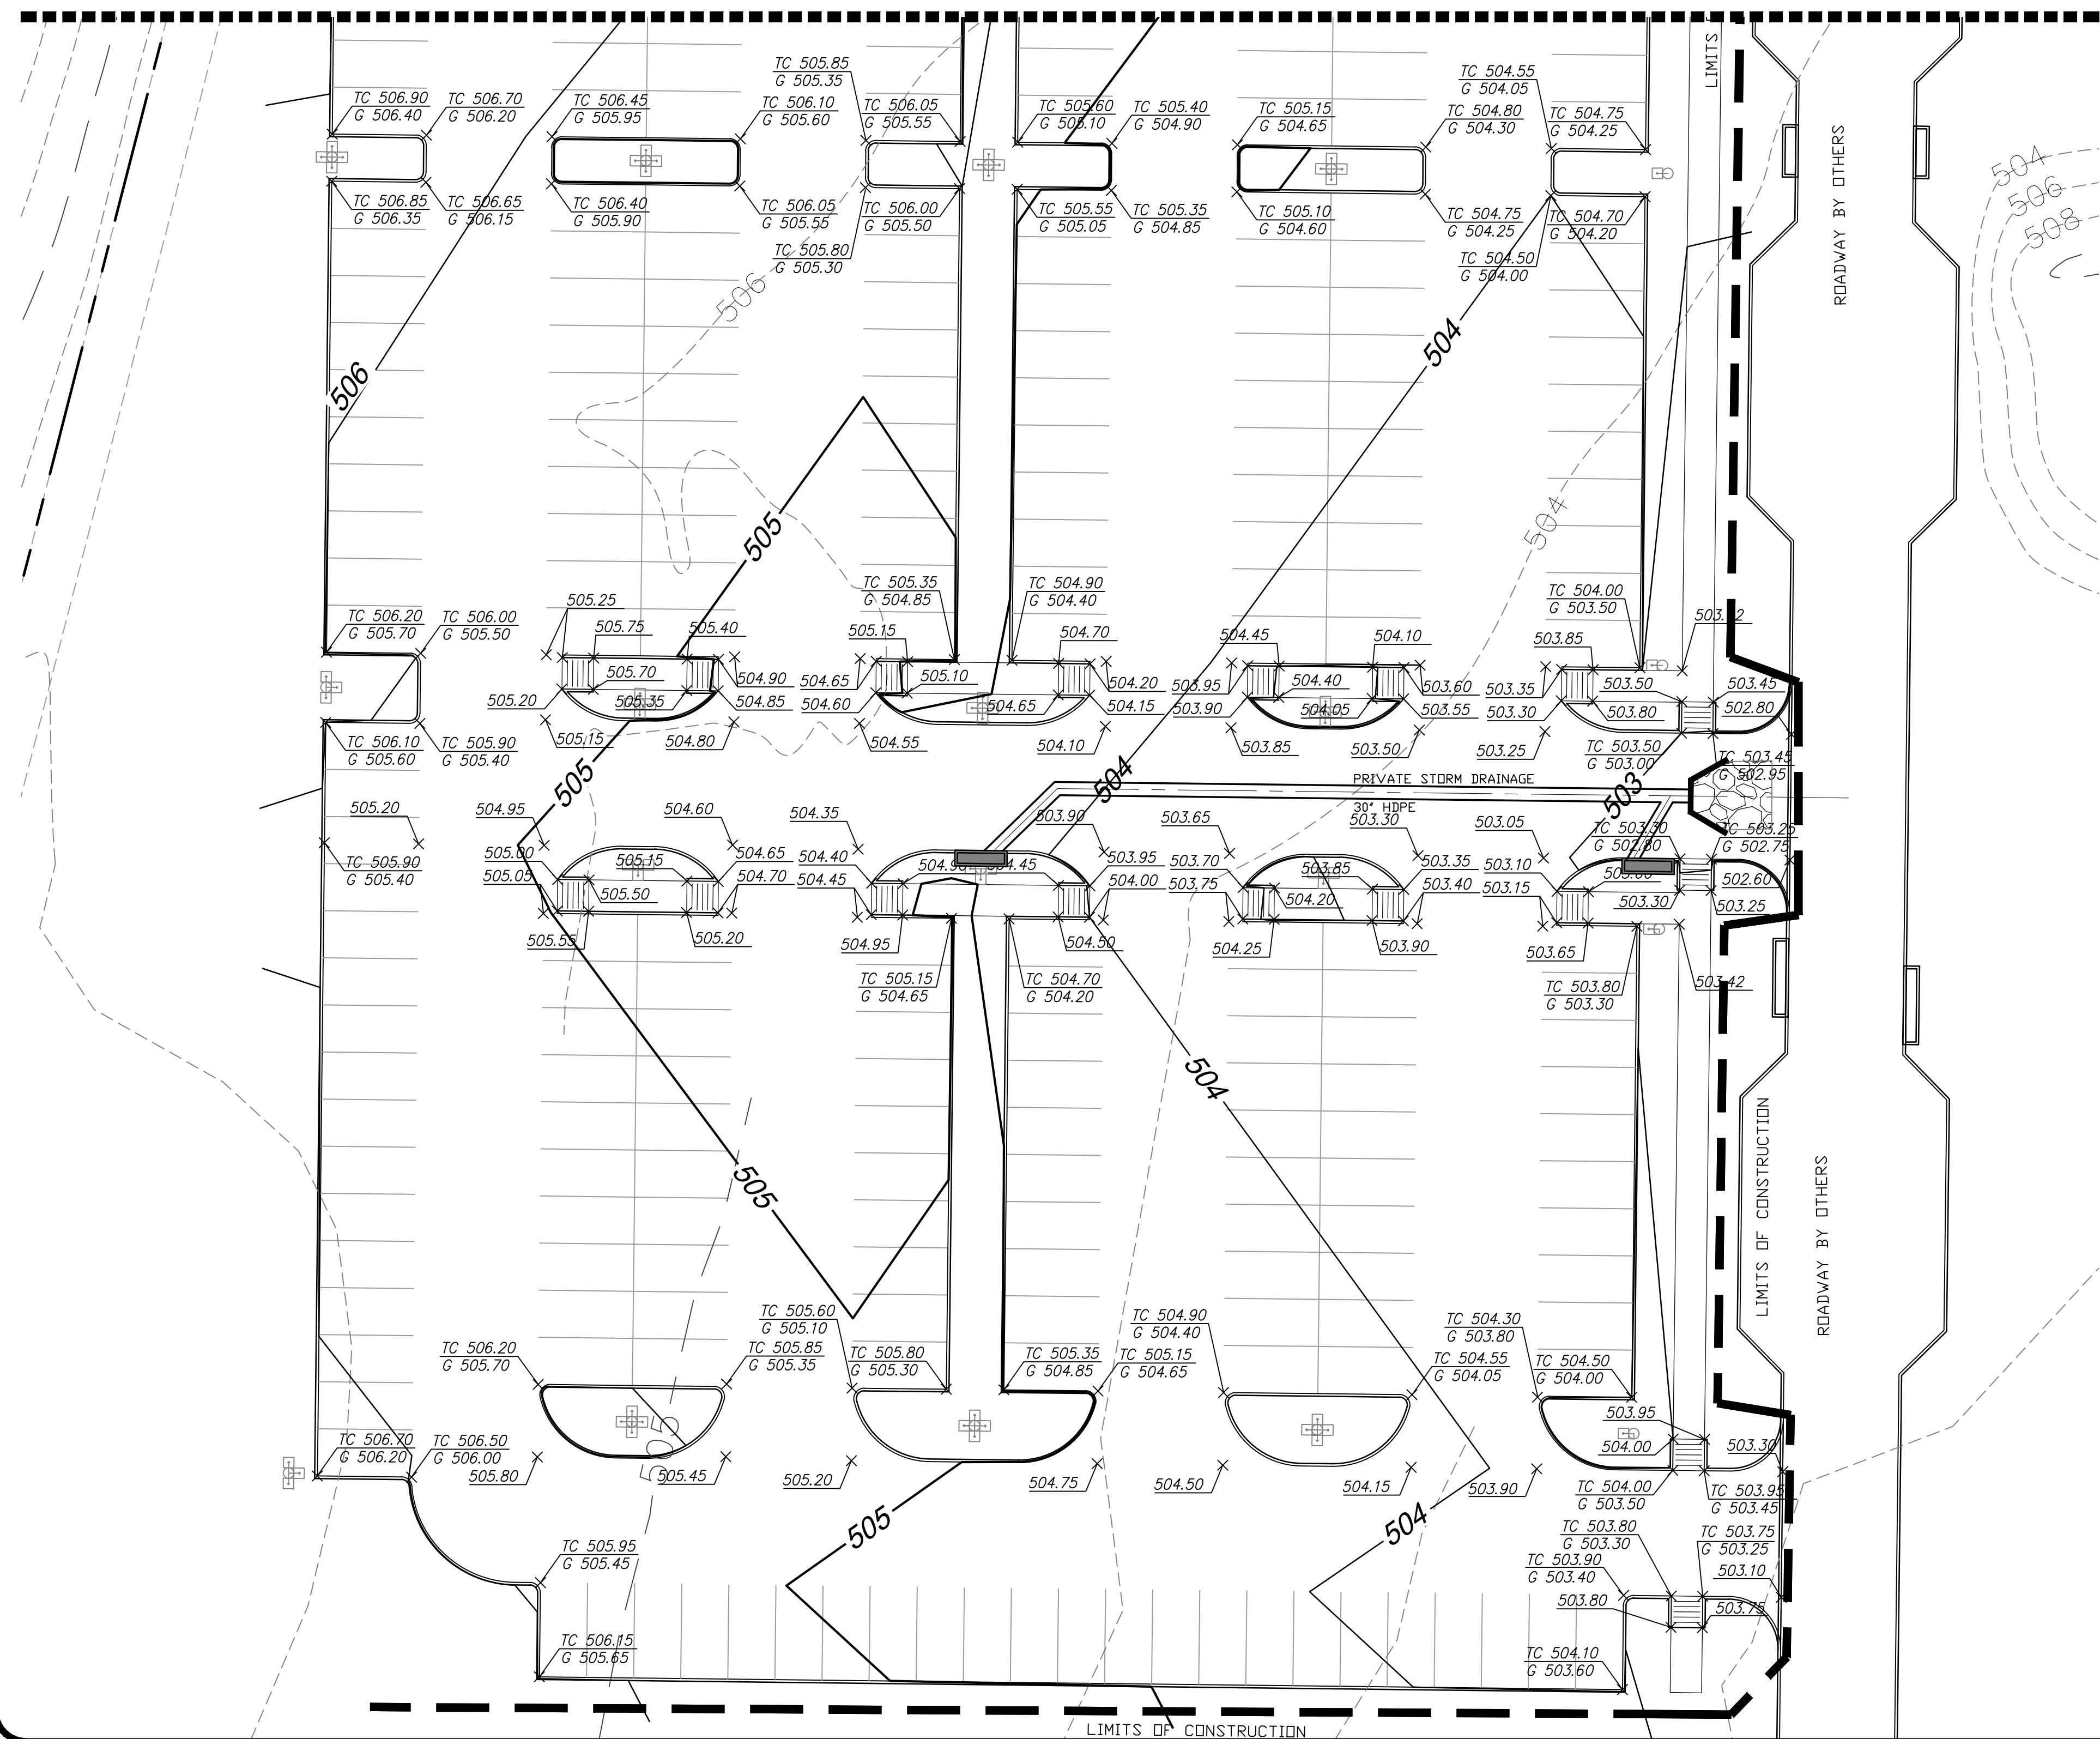 LIMITS
TC 505.85
G 505.35
TC 504.55
G 504.05
TC 506.90
G 506.40
TC 506.70
G 506.20
TC 506.45
G 505.95
TC 506.10
G 505.60
TC 506.05
G 505.55
TC 505.60
G 505.10
TC 505.40
G 504.90
TC 505.15
G 504.65
TC 504.80
G 504.30
TC 504.75
G 504.25
TC 506.85
G 506.35
TC 506.65
G 506.15
TC 506.40
G 505.90
TC 506.05
G 505.55
TC 506.00
G 505.50
TC 505.55
G 505.05
TC 505.35
G 504.85
TC 505.10
G 504.60
TC 504.75
G 504.25
TC 504.70
G 504.20
TC 505.80
G 505.30
TC 504.50
G 504.00
ROADWAY BY OTHERS
504
506
508
506
506
504
505
504
TC 506.20
G 505.70
TC 506.00
G 505.50
505.25
505.75
505.40
505.15
TC 505.35
G 504.85
TC 504.90
G 504.40
504.70
504.45
504.10
503.85
TC 504.00
G 503.50
505.70
504.90
504.65
505.10
504.20
503.95
504.40
503.60
503.35
503.50
503.45
505.20
505.35
504.85
504.60
504.65
504.15
503.90
504.05
503.55
503.30
503.80
502.80
505.15
504.80
504.55
504.10
503.85
503.50
503.25
TC 503.50
G 503.00
TC 503.45
G 502.95
TC 506.10
G 505.60
TC 505.90
G 505.40
505
504
503
PRIVATE STORM DRAINAGE
30" HDPE
505.20
504.95
504.60
504.35
503.90
503.65
503.30
503.05
TC 503.30
G 502.80
TC 503.25
G 502.75
TC 505.90
G 505.40
505.00
505.15
504.65
504.40
503.95
503.70
503.85
503.35
503.10
502.60
505.05
505.50
504.70
504.45
504.00
503.75
504.20
503.40
503.15
503.30
503.25
505.55
505.20
504.95
504.50
504.25
503.90
503.65
503.42
TC 505.15
G 504.65
TC 504.70
G 504.20
TC 503.80
G 503.30
504
505
LIMITS OF CONSTRUCTION
ROADWAY BY OTHERS
TC 506.20
G 505.70
TC 505.85
G 505.35
TC 505.60
G 505.10
TC 505.80
G 505.30
TC 505.35
G 504.85
TC 505.15
G 504.65
TC 504.90
G 504.40
TC 504.55
G 504.05
TC 504.30
G 503.80
TC 504.50
G 504.00
TC 506.70
G 506.20
TC 506.50
G 506.00
505.80
505.45
505.20
504.75
504.50
504.15
503.90
503.95
504.00
503.30
TC 504.00
G 503.50
TC 503.95
G 503.45
505
504
TC 505.95
G 505.45
TC 503.80
G 503.30
TC 503.75
G 503.25
TC 503.90
G 503.40
503.10
503.80
503.75
TC 506.15
G 505.65
TC 504.10
G 503.60
LIMITS OF CONSTRUCTION